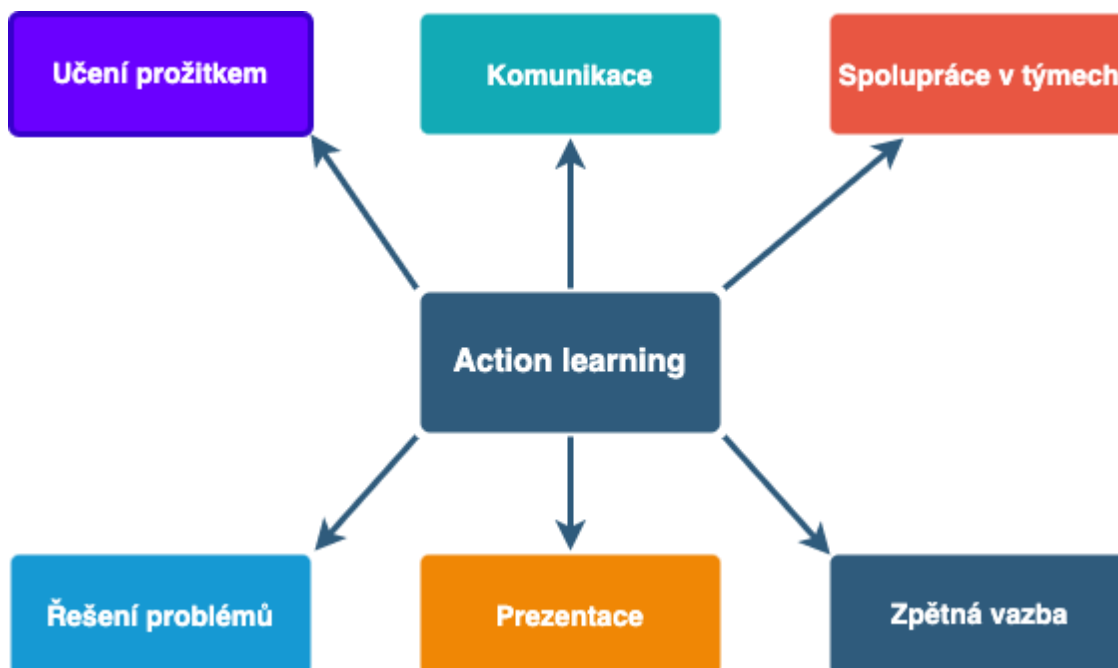 Učení prožitkem
Komunikace
Spolupráce v týmech
Action learning
Řešení problémů
Prezentace
Zpětná vazba